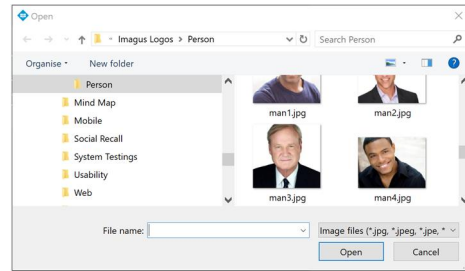 Open
Imagus Logos > Person
Search Person
Organise
New folder
Person
Mind Map
Mobile
Social Recall
System Testings
Usability
Web
man1.jpg
man2.jpg
man3.jpg
man4.jpg
File name:
Image files (*.jpg, *.jpeg, *.jpe, *
Open
Cancel